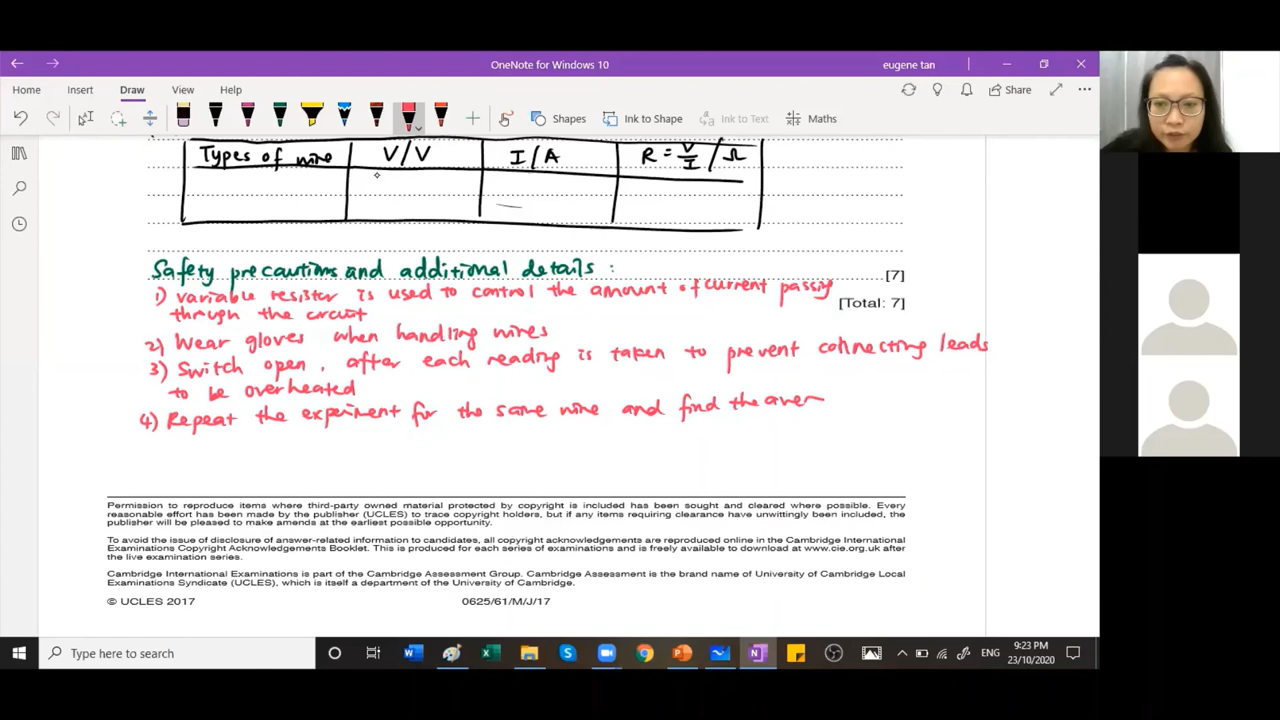 OneNote for Windows 10
eugene tan
Home Insert Draw View Help
Share
Shapes Ink to Shape Ink to Text Maths
Types of wire V/V I/A R = V/I / Ω
Safety precautions and additional details :
[7]
1) variable resistor is used to control the amount of current passing
[Total: 7]
through the circuit
2) Wear gloves when handling wires
3) Switch open , after each reading is taken to prevent connecting leads
to be overheated
4) Repeat the experiment for the same wire and find the aver
Permission to reproduce items where third-party owned material protected by copyright is included has been sought and cleared where possible. Every
reasonable effort has been made by the publisher (UCLES) to trace copyright holders, but if any items requiring clearance have unwittingly been included, the
publisher will be pleased to make amends at the earliest possible opportunity.
To avoid the issue of disclosure of answer-related information to candidates, all copyright acknowledgements are reproduced online in the Cambridge International
Examinations Copyright Acknowledgements Booklet. This is produced for each series of examinations and is freely available to download at www.cie.org.uk after
the live examination series.
Cambridge International Examinations is part of the Cambridge Assessment Group. Cambridge Assessment is the brand name of University of Cambridge Local
Examinations Syndicate (UCLES), which is itself a department of the University of Cambridge.
© UCLES 2017 0625/61/M/J/17
Type here to search
ENG
9:23 PM
23/10/2020